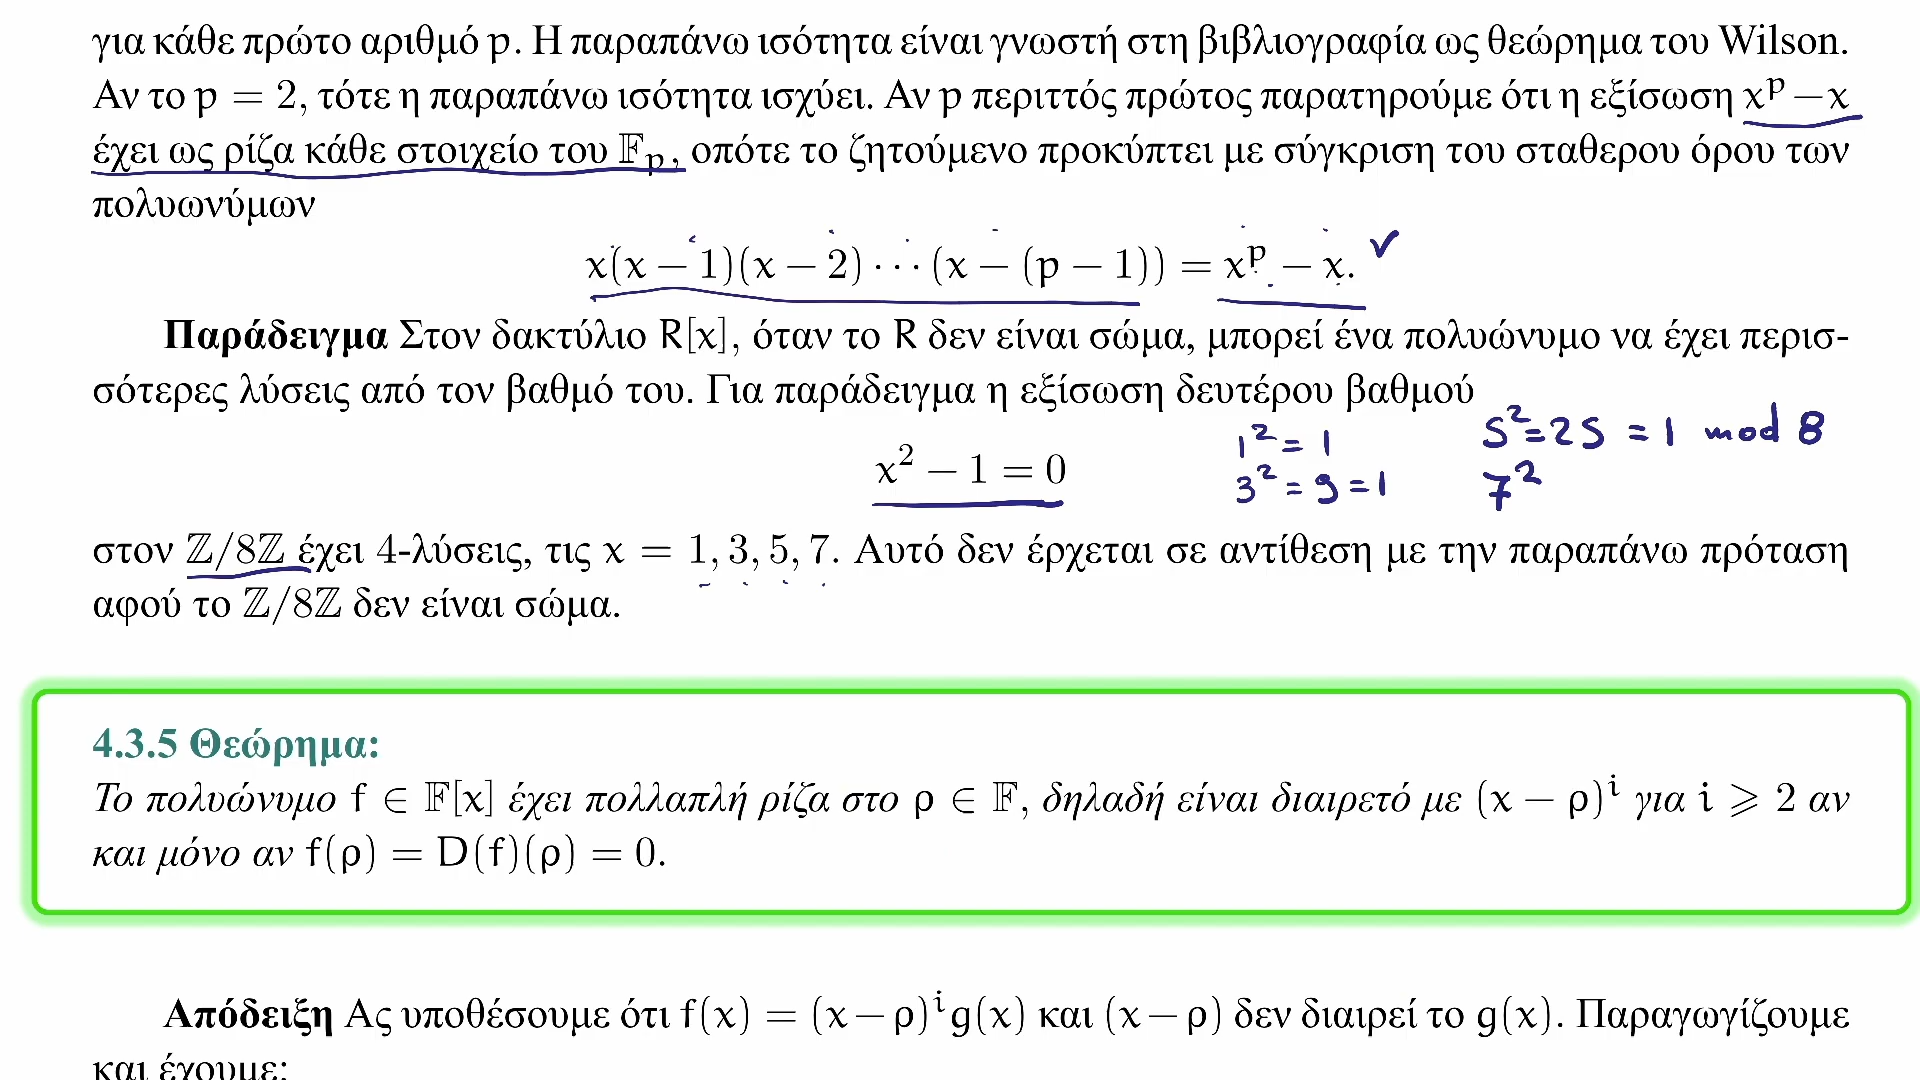 για κάθε πρώτο αριθμό p. Η παραπάνω ισότητα είναι γνωστή στη βιβλιογραφία ως θεώρημα του Wilson.
Αν το p = 2, τότε η παραπάνω ισότητα ισχύει. Αν p περιττός πρώτος παρατηρούμε ότι η εξίσωση x^p − x
έχει ως ρίζα κάθε στοιχείο του 𝔽_p, οπότε το ζητούμενο προκύπτει με σύγκριση του σταθερου όρου των
πολυωνύμων
x(x − 1)(x − 2) · · · (x − (p − 1)) = x^p − x. ✓
Παράδειγμα Στον δακτύλιο R[x], όταν το R δεν είναι σώμα, μπορεί ένα πολυώνυμο να έχει περισ-
σότερες λύσεις από τον βαθμό του. Για παράδειγμα η εξίσωση δευτέρου βαθμού
x² − 1 = 0
1² = 1
3² = 9 = 1
5² = 25 = 1 mod 8
7²
στον ℤ/8ℤ έχει 4-λύσεις, τις x = 1, 3, 5, 7. Αυτό δεν έρχεται σε αντίθεση με την παραπάνω πρόταση
αφού το ℤ/8ℤ δεν είναι σώμα.
4.3.5 Θεώρημα:
Το πολυώνυμο f ∈ 𝔽[x] έχει πολλαπλή ρίζα στο ρ ∈ 𝔽, δηλαδή είναι διαιρετό με (x − ρ)^i για i ⩾ 2 αν
και μόνο αν f(ρ) = D(f)(ρ) = 0.
Απόδειξη Ας υποθέσουμε ότι f(x) = (x − ρ)^i g(x) και (x − ρ) δεν διαιρεί το g(x). Παραγωγίζουμε
και έχουμε: